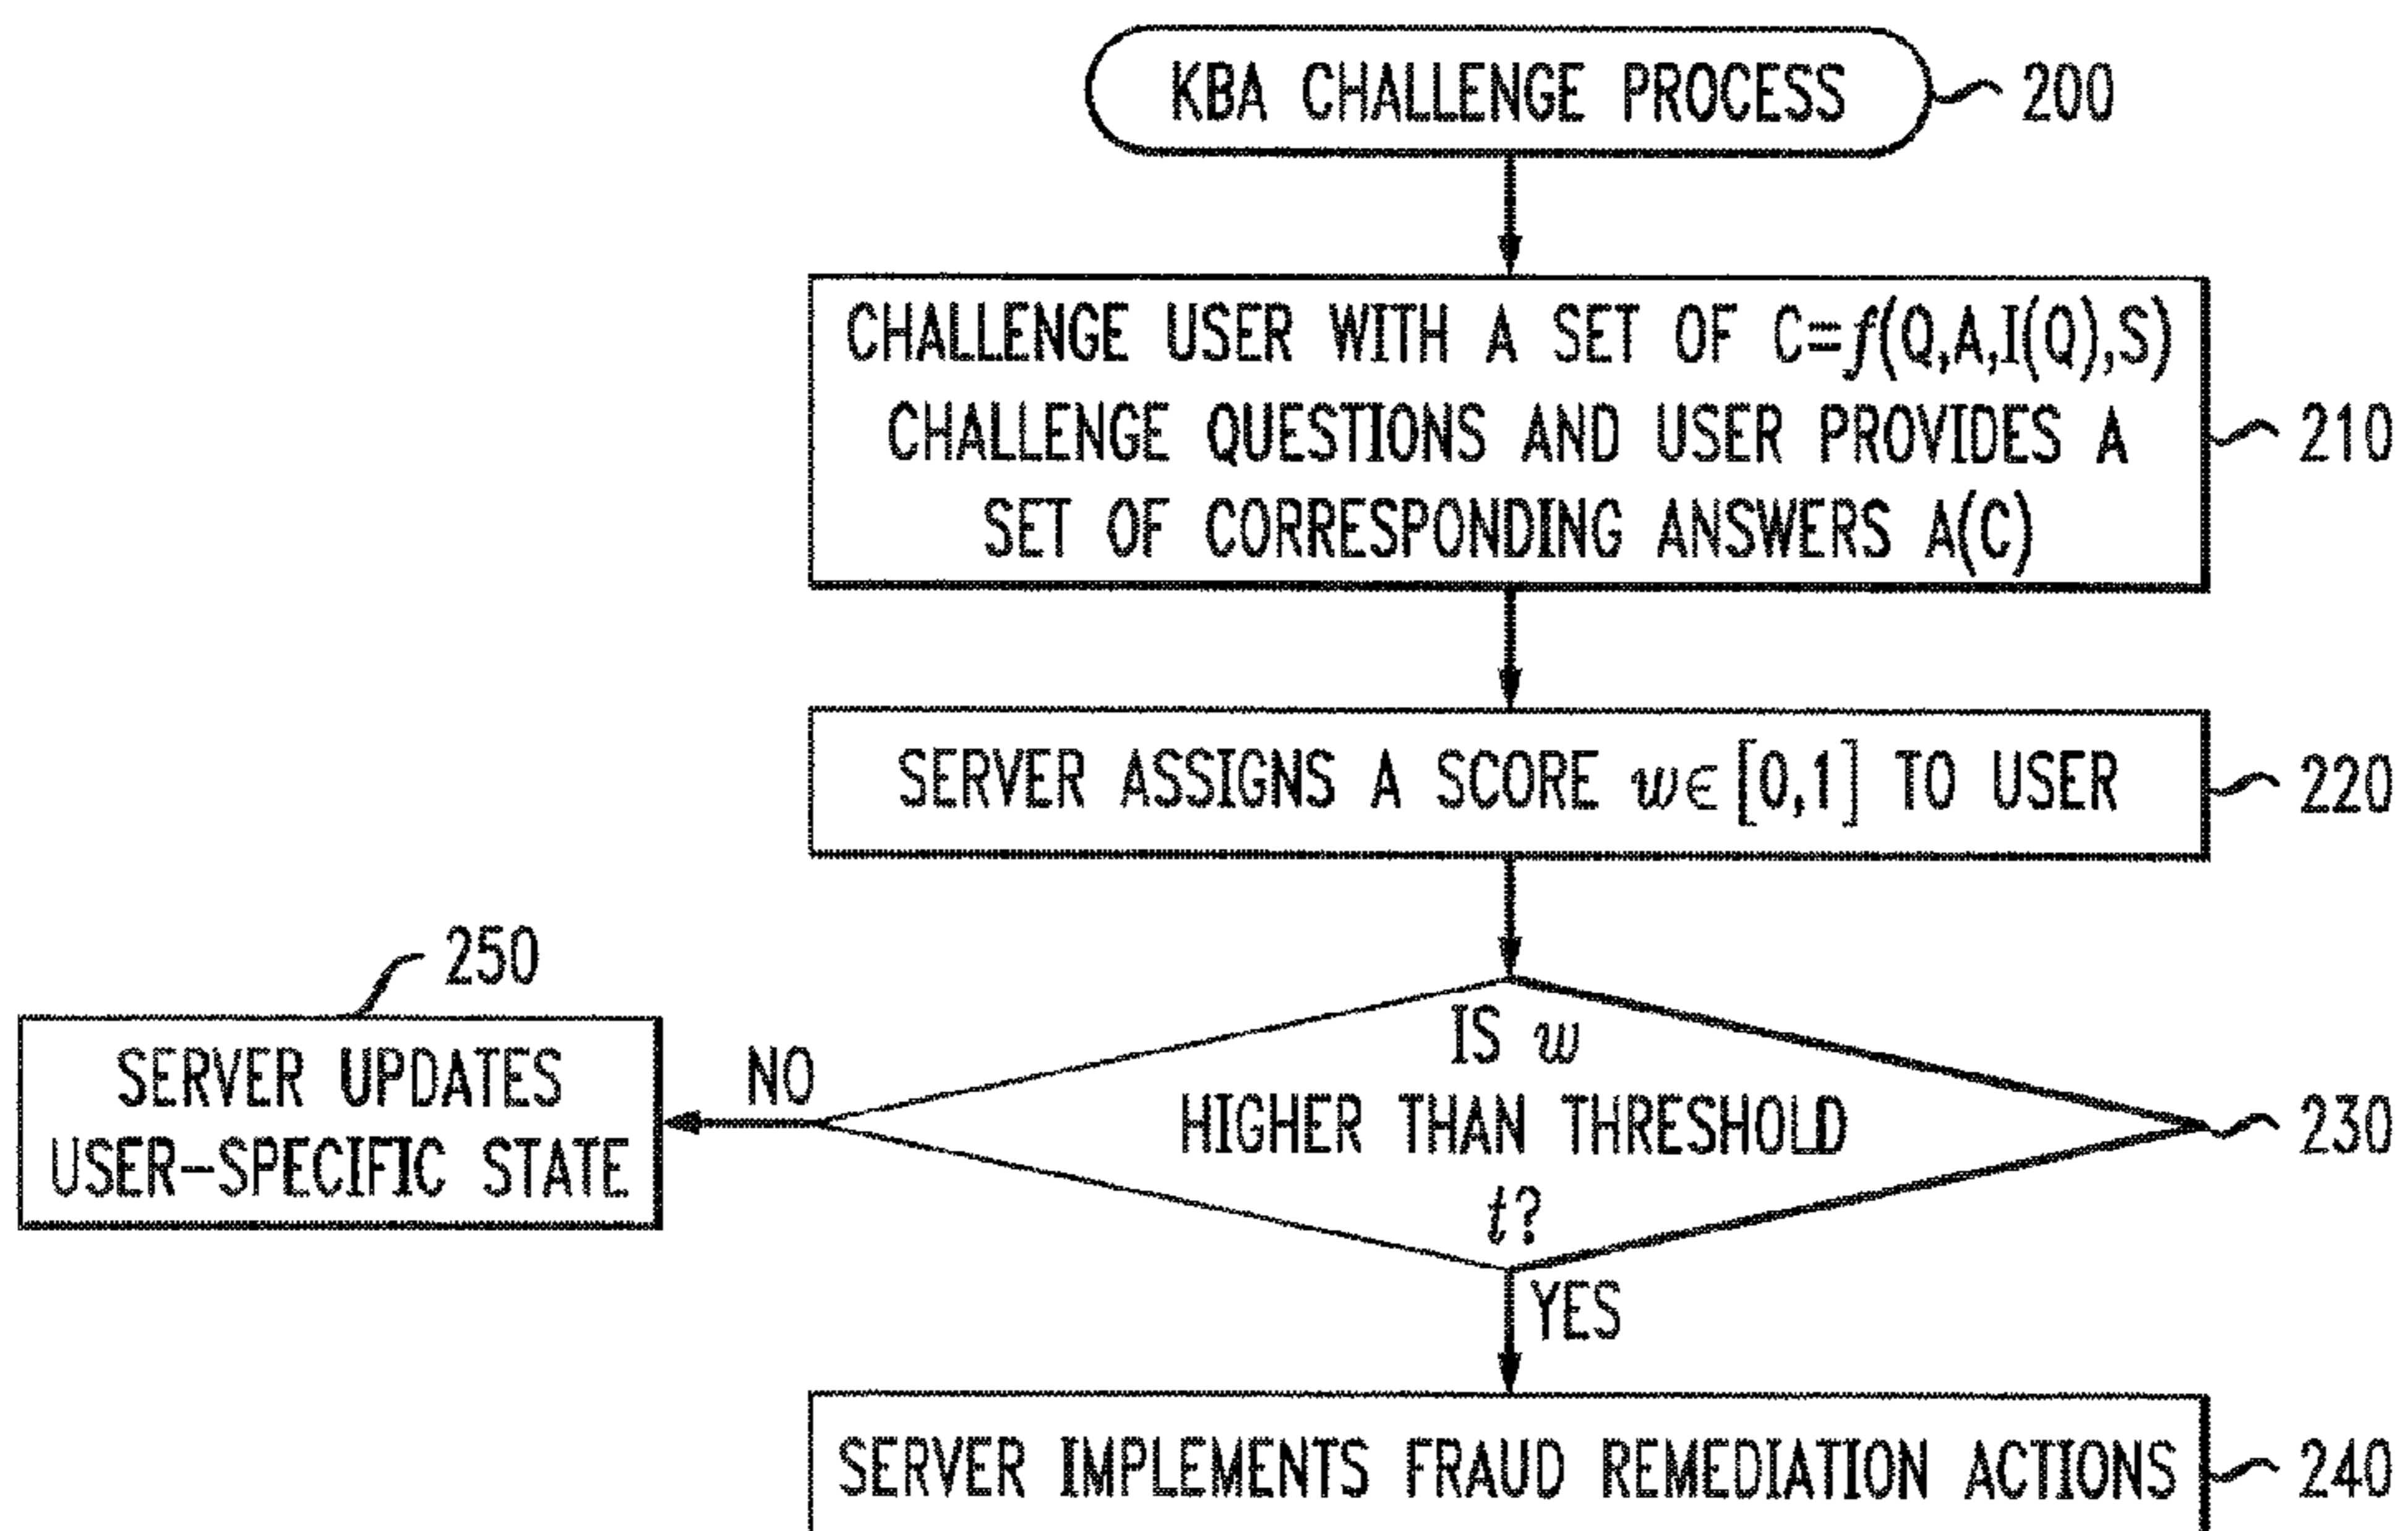 KBA CHALLENGE PROCESS
200
CHALLENGE USER WITH A SET OF C=f(Q,A,I(Q),S)
CHALLENGE QUESTIONS AND USER PROVIDES A
SET OF CORRESPONDING ANSWERS A(C)
210
SERVER ASSIGNS A SCORE w∈[0,1] TO USER
220
250
SERVER UPDATES
USER-SPECIFIC STATE
NO
IS w
HIGHER THAN THRESHOLD
t?
230
YES
SERVER IMPLEMENTS FRAUD REMEDIATION ACTIONS
240